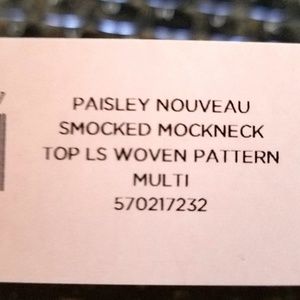 PAISLEY NOUVEAU
SMOCKED MOCKNECK
TOP LS WOVEN PATTERN
MULTI
570217232